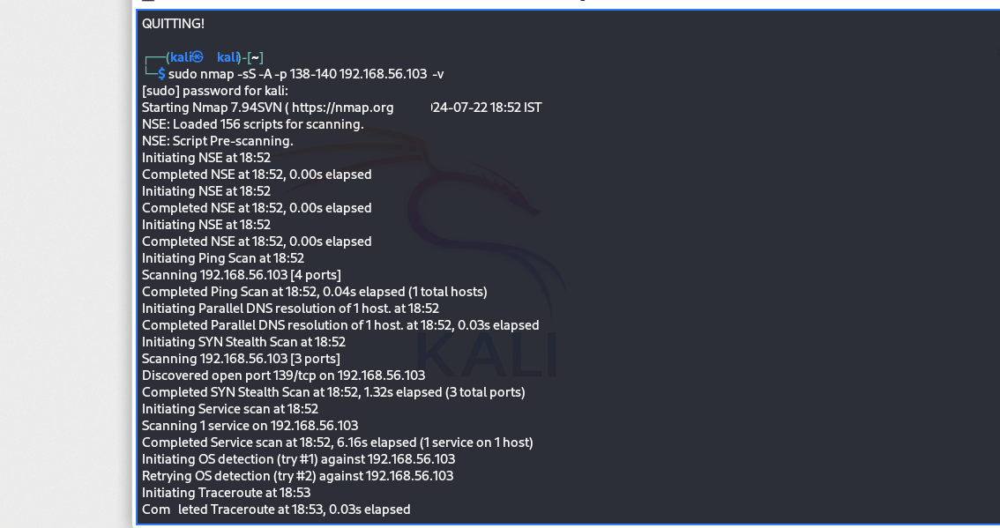 QUITTING!
┌──(kali㉿ kali)-[~]
└─$ sudo nmap -sS -A -p 138-140 192.168.56.103 -v
[sudo] password for kali:
Starting Nmap 7.94SVN ( https://nmap.org 24-07-22 18:52 IST
NSE: Loaded 156 scripts for scanning.
NSE: Script Pre-scanning.
Initiating NSE at 18:52
Completed NSE at 18:52, 0.00s elapsed
Initiating NSE at 18:52
Completed NSE at 18:52, 0.00s elapsed
Initiating NSE at 18:52
Completed NSE at 18:52, 0.00s elapsed
Initiating Ping Scan at 18:52
Scanning 192.168.56.103 [4 ports]
Completed Ping Scan at 18:52, 0.04s elapsed (1 total hosts)
Initiating Parallel DNS resolution of 1 host. at 18:52
Completed Parallel DNS resolution of 1 host. at 18:52, 0.03s elapsed
Initiating SYN Stealth Scan at 18:52
Scanning 192.168.56.103 [3 ports]
Discovered open port 139/tcp on 192.168.56.103
Completed SYN Stealth Scan at 18:52, 1.32s elapsed (3 total ports)
Initiating Service scan at 18:52
Scanning 1 service on 192.168.56.103
Completed Service scan at 18:52, 6.16s elapsed (1 service on 1 host)
Initiating OS detection (try #1) against 192.168.56.103
Retrying OS detection (try #2) against 192.168.56.103
Initiating Traceroute at 18:53
Com leted Traceroute at 18:53, 0.03s elapsed
KALI